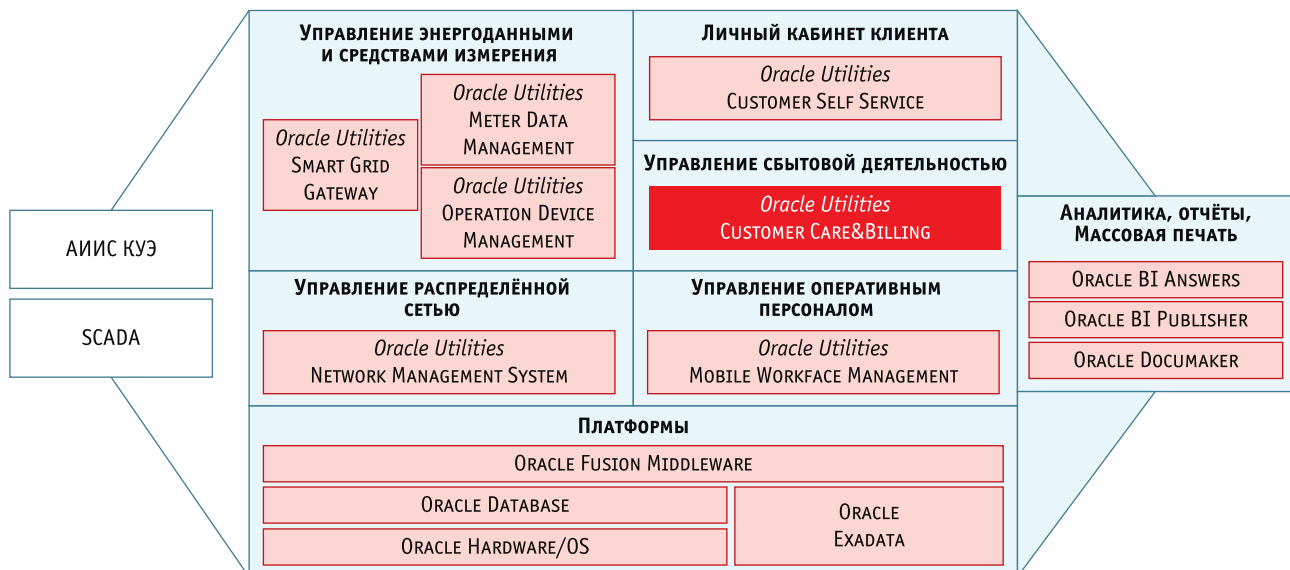 АИИС КУЭ
SCADA
Управление энергоданными
и средствами измерения
Oracle Utilities
Smart Grid
Gateway
Oracle Utilities
Meter Data
Management
Oracle Utilities
Operation Device
Management
Личный кабинет клиента
Oracle Utilities
Customer Self Service
Управление сбытовой деятельностью
Oracle Utilities
Customer Care&Billing
Управление распределённой
сетью
Oracle Utilities
Network Management System
Управление оперативным
персоналом
Oracle Utilities
Mobile Workface Management
Платформы
Oracle Fusion Middleware
Oracle Database
Oracle Hardware/OS
Oracle
Exadata
Аналитика, отчёты,
Массовая печать
Oracle BI Answers
Oracle BI Publisher
Oracle Documaker